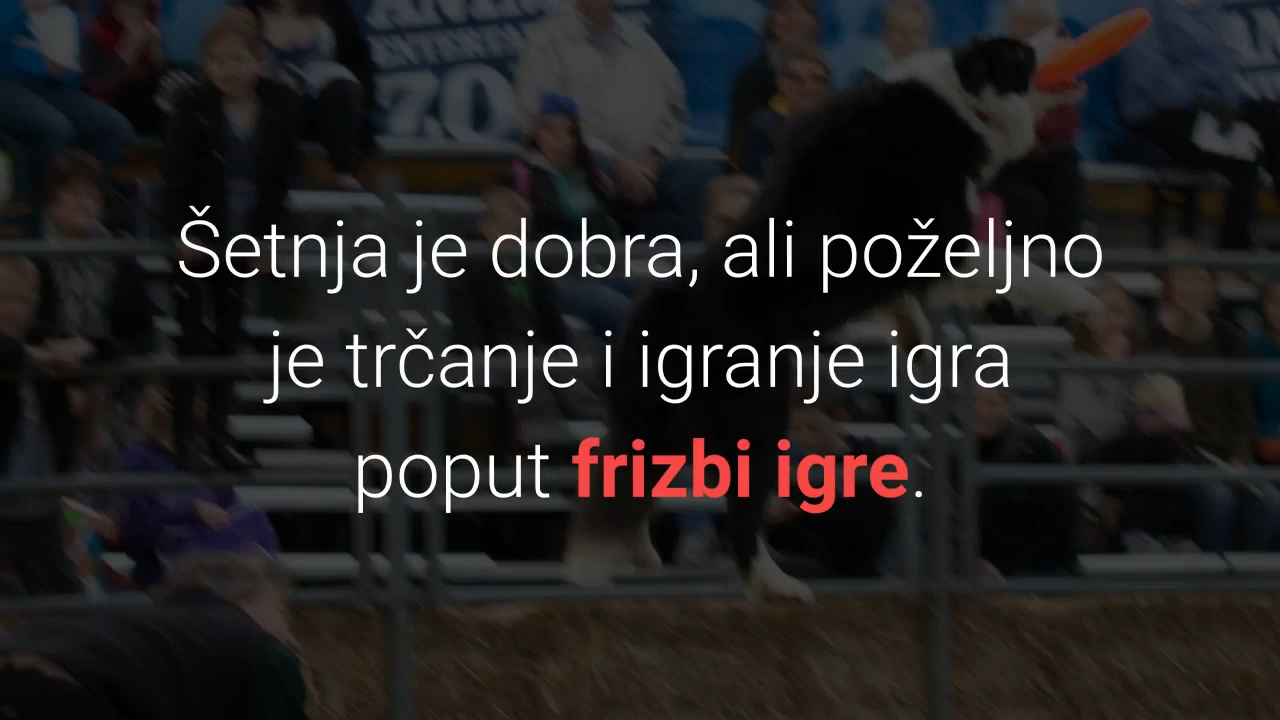 Šetnja je dobra, ali poželjno
je trčanje i igranje igra
poput frizbi igre.